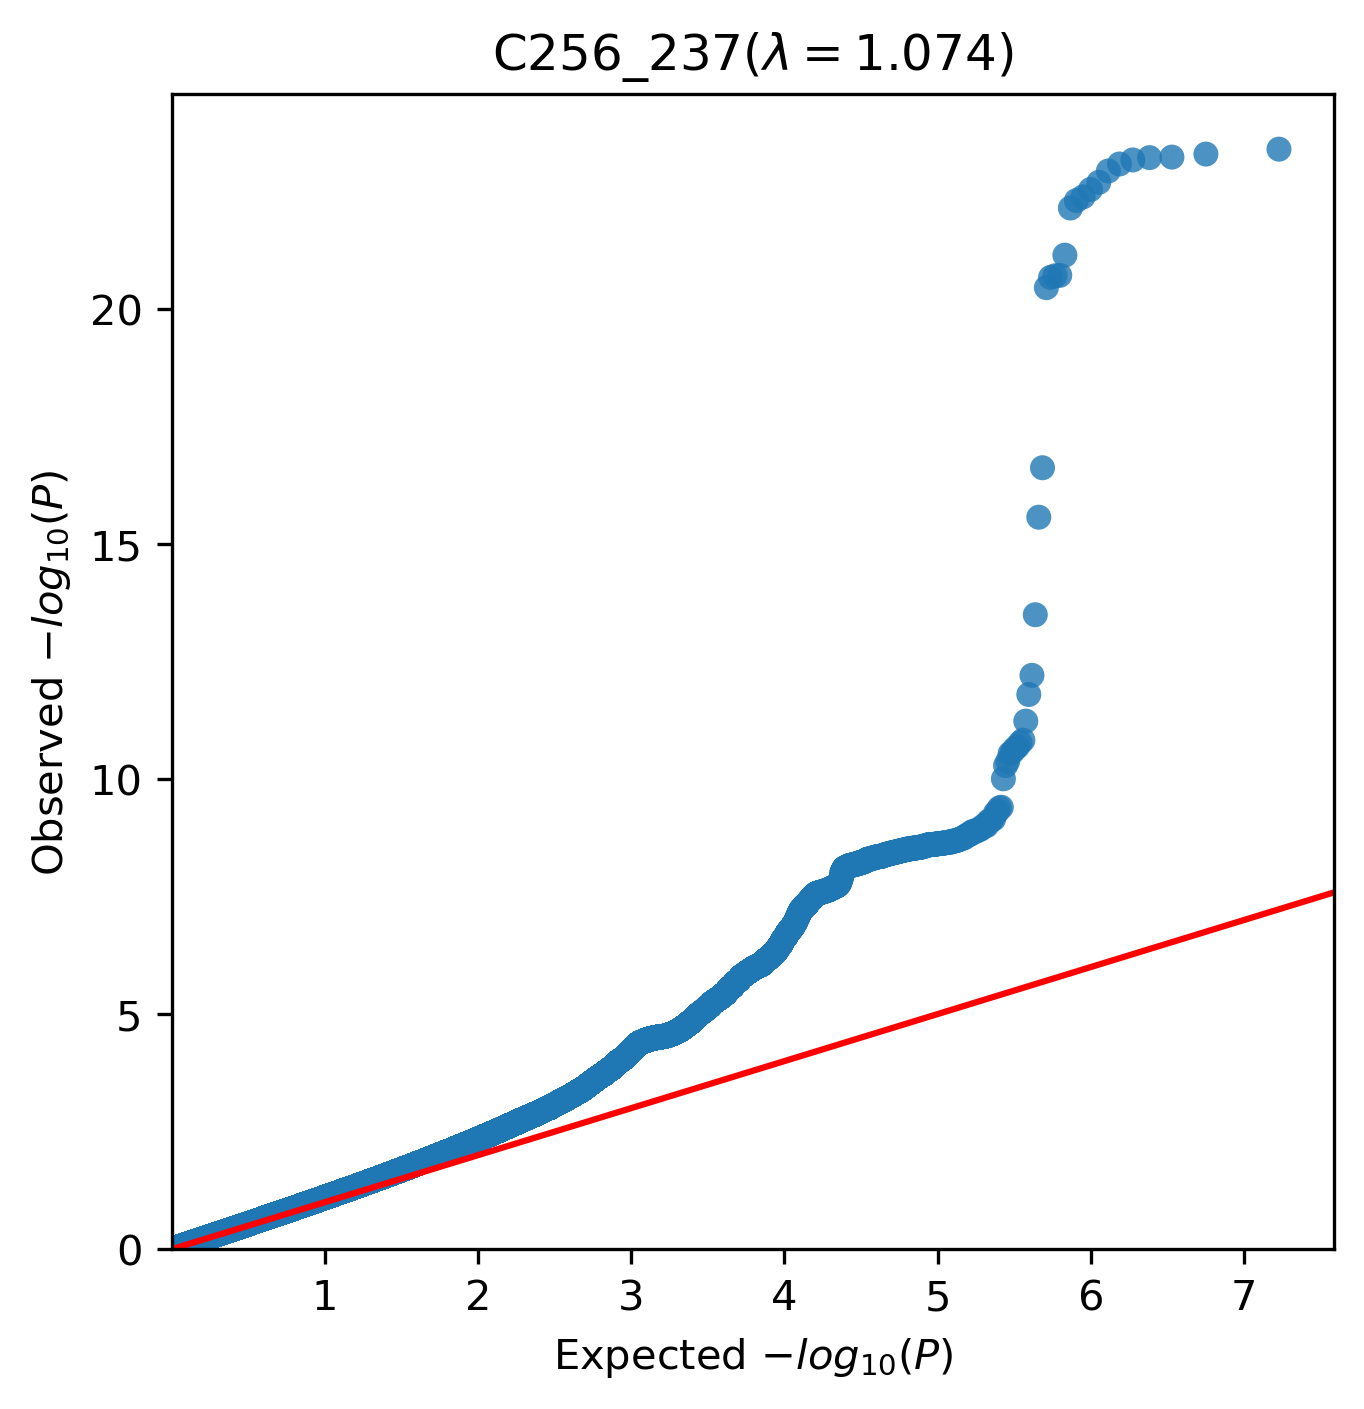 C256_237(λ = 1.074)
Observed −log₁₀(P)
20
15
10
5
0
1 2 3 4 5 6 7
Expected −log₁₀(P)